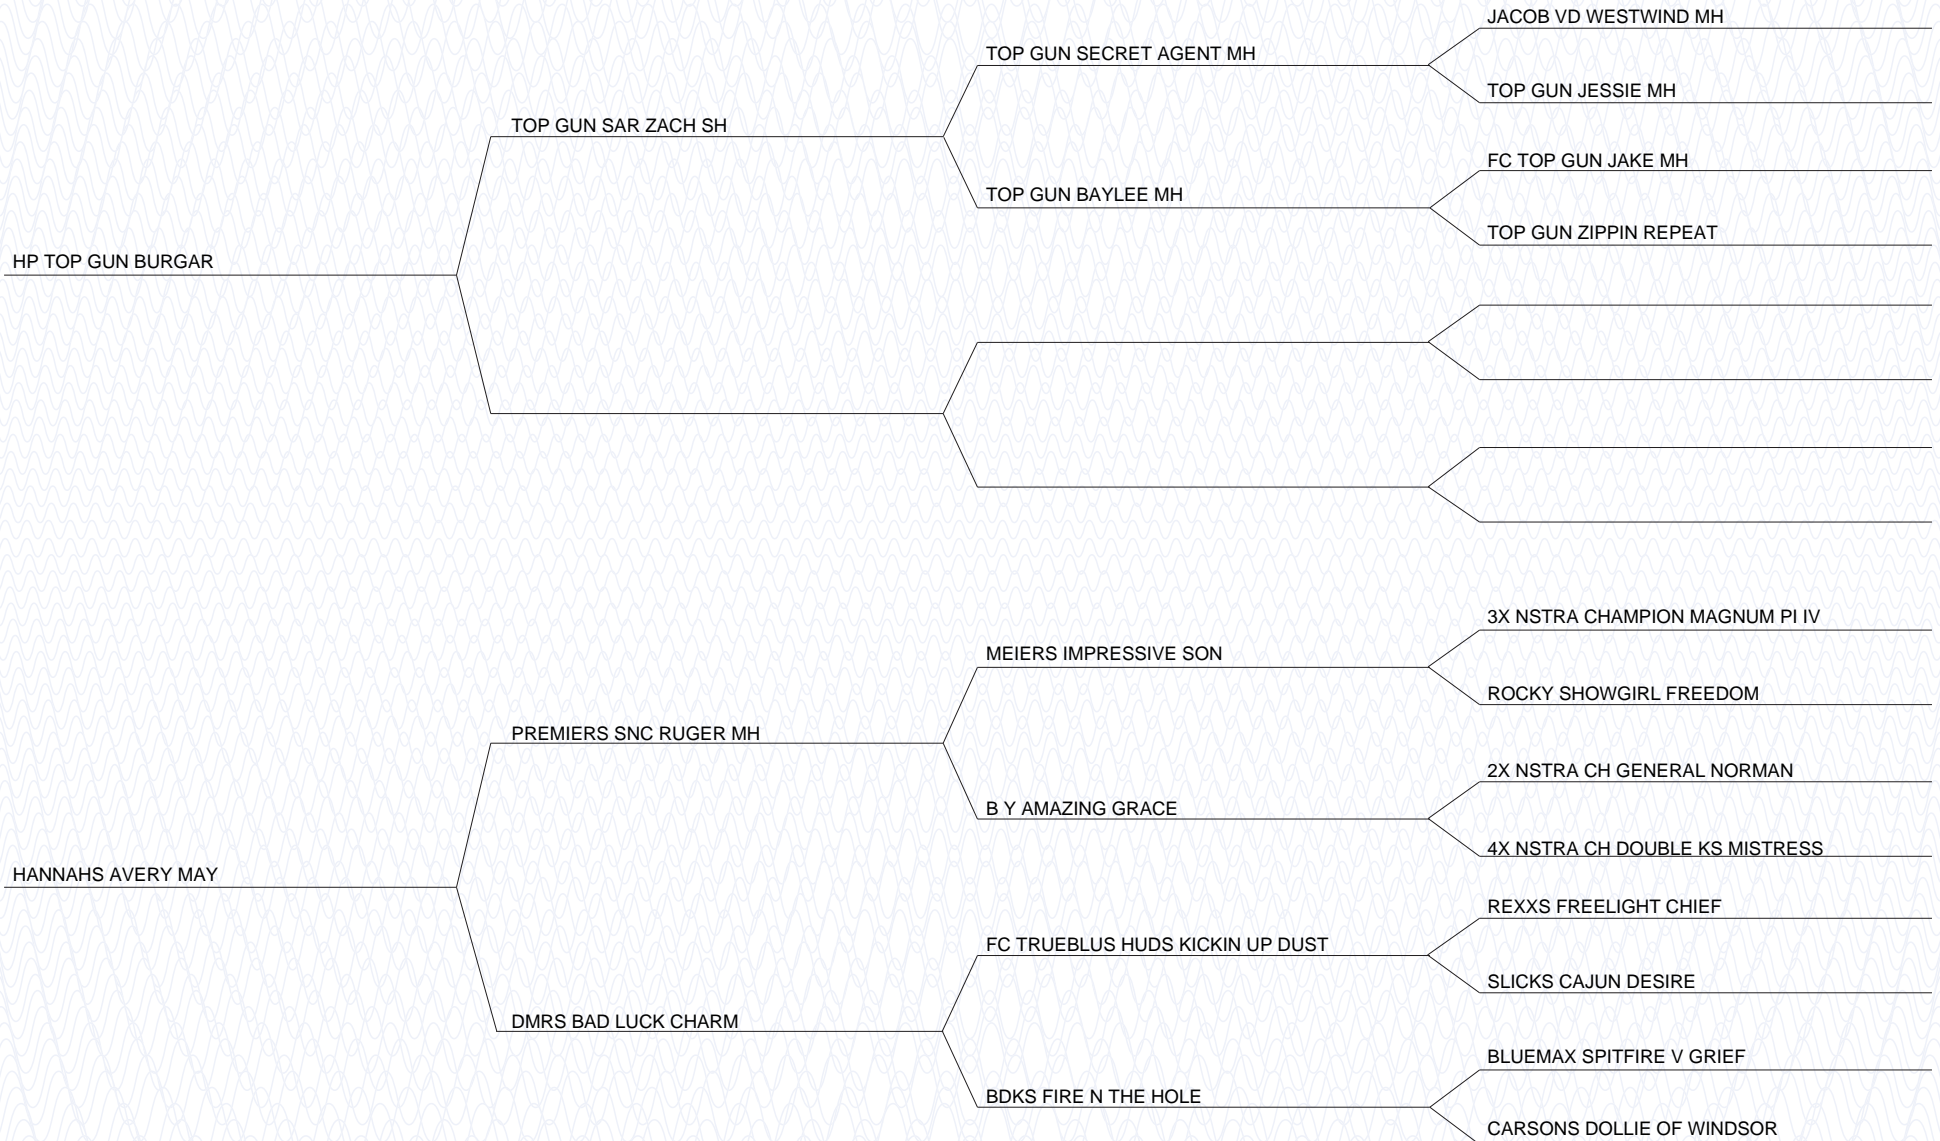 JACOB VD WESTWIND MH
TOP GUN SECRET AGENT MH
TOP GUN JESSIE MH
TOP GUN SAR ZACH SH
FC TOP GUN JAKE MH
TOP GUN BAYLEE MH
TOP GUN ZIPPIN REPEAT
HP TOP GUN BURGAR
3X NSTRA CHAMPION MAGNUM PI IV
MEIERS IMPRESSIVE SON
ROCKY SHOWGIRL FREEDOM
PREMIERS SNC RUGER MH
2X NSTRA CH GENERAL NORMAN
B Y AMAZING GRACE
4X NSTRA CH DOUBLE KS MISTRESS
HANNAHS AVERY MAY
REXXS FREELIGHT CHIEF
FC TRUEBLUS HUDS KICKIN UP DUST
SLICKS CAJUN DESIRE
DMRS BAD LUCK CHARM
BLUEMAX SPITFIRE V GRIEF
BDKS FIRE N THE HOLE
CARSONS DOLLIE OF WINDSOR